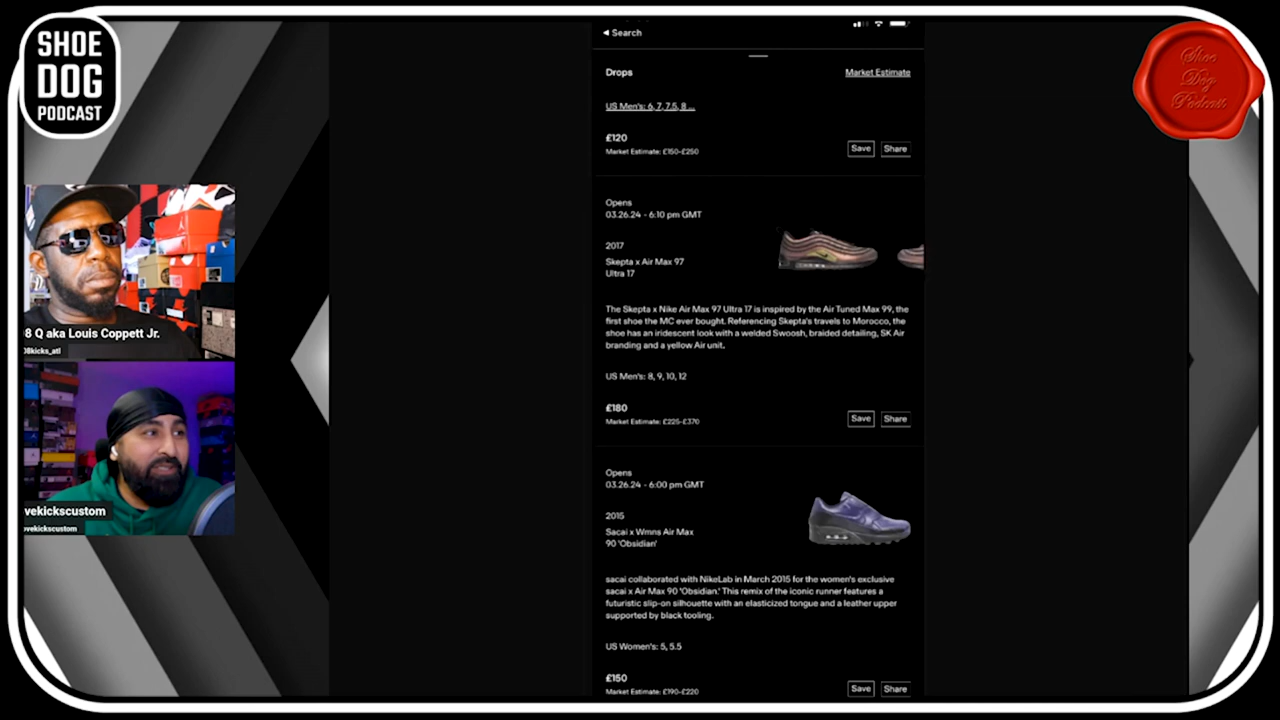 SHOE
DOG
PODCAST
Shoe
Dog
Podcast
Search
Drops
Market Estimate
US Men's: 6, 7, 7.5, 8 ...
£120
Market Estimate: £150-£250
Save
Share
Opens
03.26.24 - 6:10 pm GMT
2017
Skepta x Air Max 97
Ultra 17
The Skepta x Nike Air Max 97 Ultra 17 is inspired by the Air Tuned Max 99, the
first shoe the MC ever bought. Referencing Skepta's travels to Morocco, the
shoe has an iridescent look with a welded Swoosh, braided detailing, SK Air
branding and a yellow Air unit.
US Men's: 8, 9, 10, 12
£180
Market Estimate: £225-£370
Save
Share
Opens
03.26.24 - 6:00 pm GMT
2015
Sacai x Wmns Air Max
90 'Obsidian'
sacai collaborated with NikeLab in March 2015 for the women's exclusive
sacai x Air Max 90 'Obsidian.' This remix of the iconic runner features a
futuristic slip-on silhouette with an elasticized tongue and a leather upper
supported by black tooling.
US Women's: 5, 5.5
£150
Market Estimate: £190-£220
Save
Share
8 Q aka Louis Coppett Jr.
08kicks_atl
vekickscustom
ovekickscustom